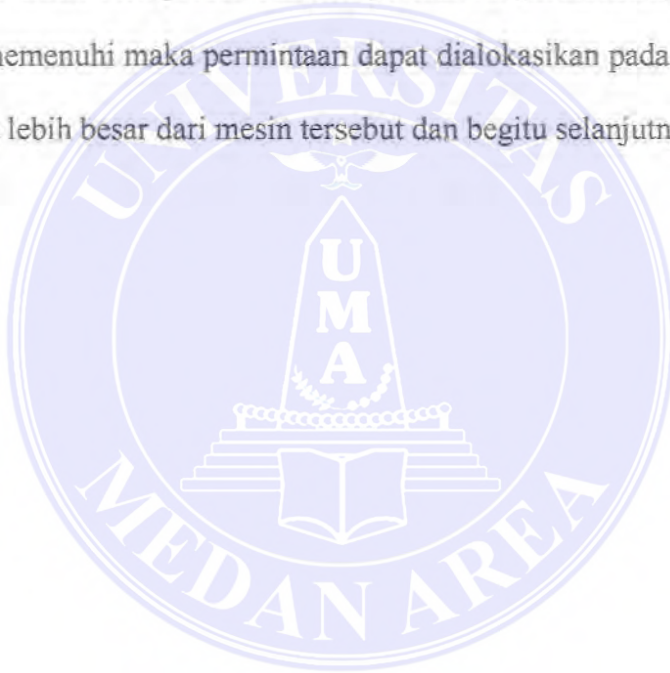 memenuhi maka permintaan dapat dialokasikan pada
lebih besar dari mesin tersebut dan begitu selanjutn
UNIVERSITAS
U
M
A
MEDAN AREA